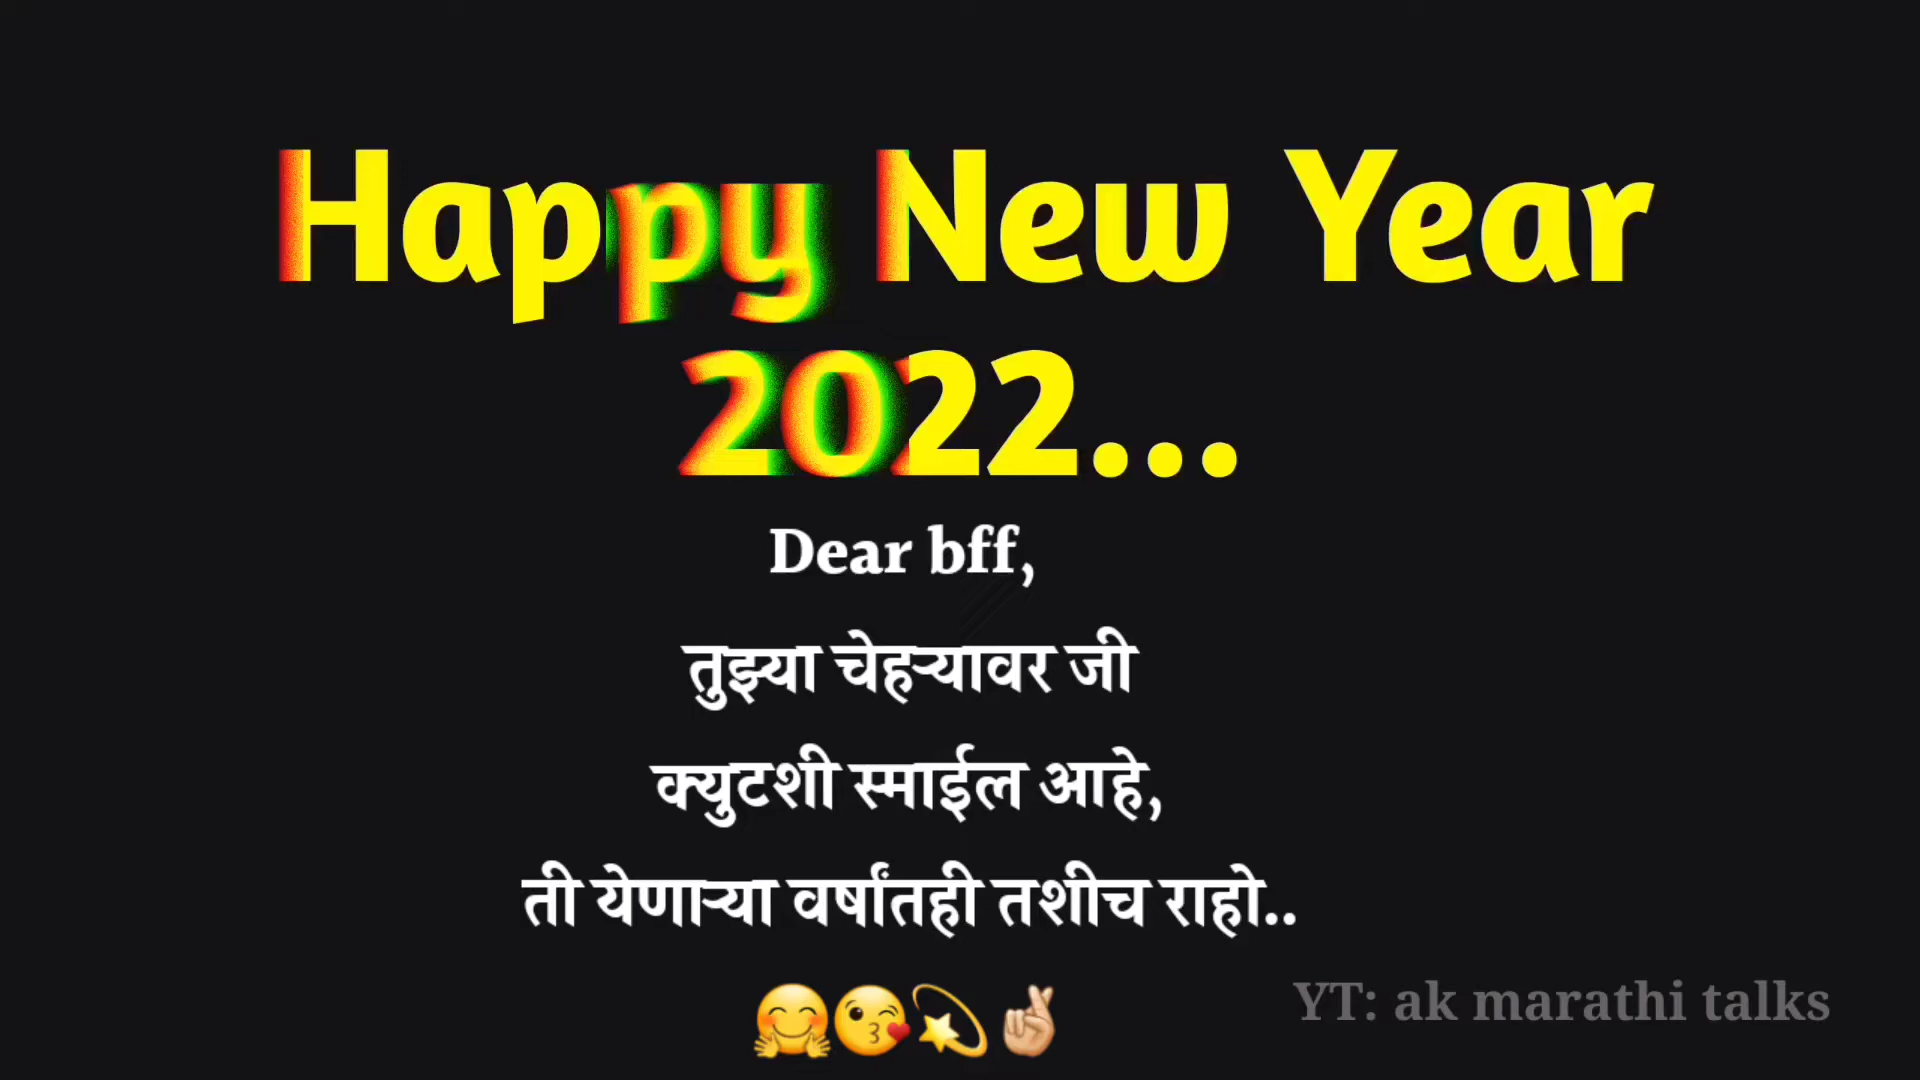 Happy New Year
2022...
Dear bff,
तुझ्या चेहऱ्यावर जी
क्युटशी स्माईल आहे,
ती येणाऱ्या वर्षांतही तशीच राहो..
🤗😘💫🤞🏼
YT: ak marathi talks